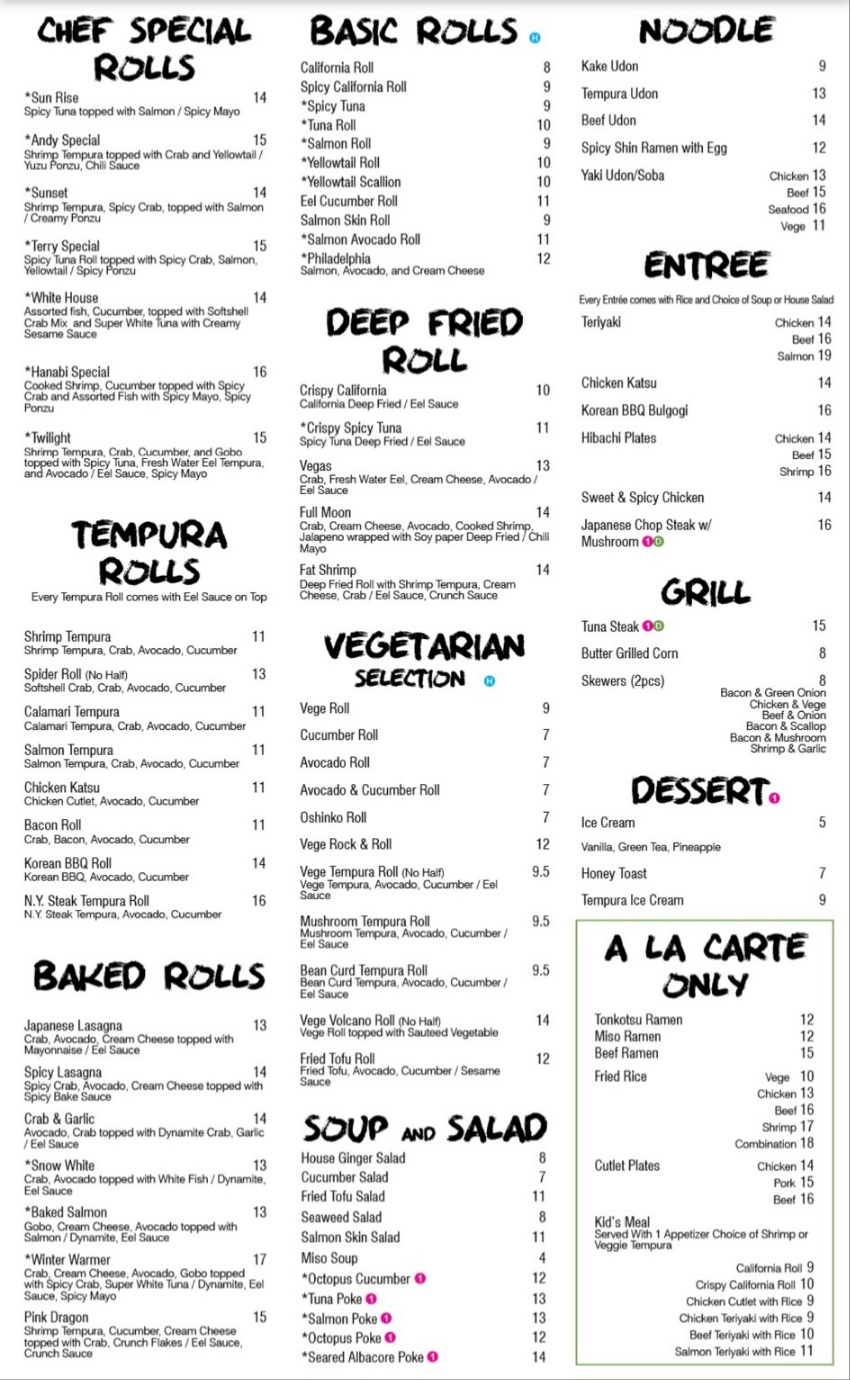 CHEF SPECIAL
ROLLS
*Sun Rise 14
Spicy Tuna topped with Salmon / Spicy Mayo
*Andy Special 15
Shrimp Tempura topped with Crab and Yellowtail /
Yuzu Ponzu, Chili Sauce
*Sunset 14
Shrimp Tempura, Spicy Crab, topped with Salmon
/ Creamy Ponzu
*Terry Special 15
Spicy Tuna Roll topped with Spicy Crab, Salmon,
Yellowtail / Spicy Ponzu
*White House 14
Assorted fish, Cucumber, topped with Softshell
Crab Mix and Super White Tuna with Creamy
Sesame Sauce
*Hanabi Special 16
Cooked Shrimp, Cucumber topped with Spicy
Crab and Assorted Fish with Spicy Mayo, Spicy
Ponzu
*Twilight 15
Shrimp Tempura, Crab, Cucumber, and Gobo
topped with Spicy Tuna, Fresh Water Eel Tempura,
and Avocado / Eel Sauce, Spicy Mayo
TEMPURA
ROLLS
Every Tempura Roll comes with Eel Sauce on Top
Shrimp Tempura 11
Shrimp Tempura, Crab, Avocado, Cucumber
Spider Roll (No Half) 13
Softshell Crab, Crab, Avocado, Cucumber
Calamari Tempura 11
Calamari Tempura, Crab, Avocado, Cucumber
Salmon Tempura 11
Salmon Tempura, Crab, Avocado, Cucumber
Chicken Katsu 11
Chicken Cutlet, Avocado, Cucumber
Bacon Roll 11
Crab, Bacon, Avocado, Cucumber
Korean BBQ Roll 14
Korean BBQ, Avocado, Cucumber
N.Y. Steak Tempura Roll 16
N.Y. Steak Tempura, Avocado, Cucumber
BAKED ROLLS
Japanese Lasagna 13
Crab, Avocado, Cream Cheese topped with
Mayonnaise / Eel Sauce
Spicy Lasagna 14
Spicy Crab, Avocado, Cream Cheese topped with
Spicy Bake Sauce
Crab & Garlic 14
Avocado, Crab topped with Dynamite Crab, Garlic
/ Eel Sauce
*Snow White 13
Crab, Avocado topped with White Fish / Dynamite,
Eel Sauce
*Baked Salmon 13
Gobo, Cream Cheese, Avocado topped with
Salmon / Dynamite, Eel Sauce
*Winter Warmer 17
Crab, Cream Cheese, Avocado, Gobo topped
with Spicy Crab, Super White Tuna / Dynamite, Eel
Sauce, Spicy Mayo
Pink Dragon 15
Shrimp Tempura, Cucumber, Cream Cheese
topped with Crab, Crunch Flakes / Eel Sauce,
Crunch Sauce
BASIC ROLLS H
California Roll 8
Spicy California Roll 9
*Spicy Tuna 9
*Tuna Roll 10
*Salmon Roll 9
*Yellowtail Roll 10
*Yellowtail Scallion 10
Eel Cucumber Roll 11
Salmon Skin Roll 9
*Salmon Avocado Roll 11
*Philadelphia 12
Salmon, Avocado, and Cream Cheese
DEEP FRIED
ROLL
Crispy California 10
California Deep Fried / Eel Sauce
*Crispy Spicy Tuna 11
Spicy Tuna Deep Fried / Eel Sauce
Vegas 13
Crab, Fresh Water Eel, Cream Cheese, Avocado /
Eel Sauce
Full Moon 14
Crab, Cream Cheese, Avocado, Cooked Shrimp,
Jalapeno wrapped with Soy paper Deep Fried / Chili
Mayo
Fat Shrimp 14
Deep Fried Roll with Shrimp Tempura, Cream
Cheese, Crab / Eel Sauce, Crunch Sauce
VEGETARIAN
SELECTION H
Vege Roll 9
Cucumber Roll 7
Avocado Roll 7
Avocado & Cucumber Roll 7
Oshinko Roll 7
Vege Rock & Roll 12
Vege Tempura Roll (No Half) 9.5
Vege Tempura, Avocado, Cucumber / Eel
Sauce
Mushroom Tempura Roll 9.5
Mushroom Tempura, Avocado, Cucumber /
Eel Sauce
Bean Curd Tempura Roll 9.5
Bean Curd Tempura, Avocado, Cucumber /
Eel Sauce
Vege Volcano Roll (No Half) 14
Vege Roll topped with Sauteed Vegetable
Fried Tofu Roll 12
Fried Tofu, Avocado, Cucumber / Sesame
Sauce
SOUP AND SALAD
House Ginger Salad 8
Cucumber Salad 7
Fried Tofu Salad 11
Seaweed Salad 8
Salmon Skin Salad 11
Miso Soup 4
*Octopus Cucumber 1 12
*Tuna Poke 1 13
*Salmon Poke 1 13
*Octopus Poke 1 12
*Seared Albacore Poke 1 14
NOODLE
Kake Udon 9
Tempura Udon 13
Beef Udon 14
Spicy Shin Ramen with Egg 12
Yaki Udon/Soba Chicken 13
Beef 15
Seafood 16
Vege 11
ENTREE
Every Entrée comes with Rice and Choice of Soup or House Salad
Teriyaki Chicken 14
Beef 16
Salmon 19
Chicken Katsu 14
Korean BBQ Bulgogi 16
Hibachi Plates Chicken 14
Beef 15
Shrimp 16
Sweet & Spicy Chicken 14
Japanese Chop Steak w/ 16
Mushroom 1 D
GRILL
Tuna Steak 1 D 15
Butter Grilled Corn 8
Skewers (2pcs) 8
Bacon & Green Onion
Chicken & Vege
Beef & Onion
Bacon & Scallop
Bacon & Mushroom
Shrimp & Garlic
DESSERT 1
Ice Cream 5
Vanilla, Green Tea, Pineapple
Honey Toast 7
Tempura Ice Cream 9
A LA CARTE
ONLY
Tonkotsu Ramen 12
Miso Ramen 12
Beef Ramen 15
Fried Rice Vege 10
Chicken 13
Beef 16
Shrimp 17
Combination 18
Cutlet Plates Chicken 14
Pork 15
Beef 16
Kid's Meal
Served With 1 Appetizer Choice of Shrimp or
Veggie Tempura
California Roll 9
Crispy California Roll 10
Chicken Cutlet with Rice 9
Chicken Teriyaki with Rice 9
Beef Teriyaki with Rice 10
Salmon Teriyaki with Rice 11